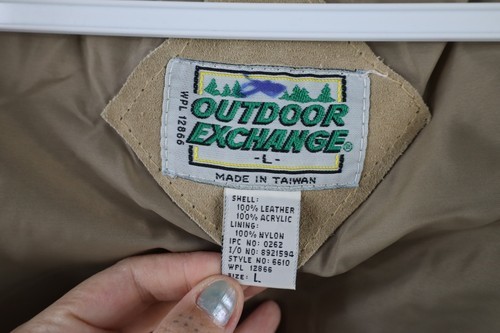 WPL 12866
OUTDOOR
EXCHANGE®
- L -
MADE IN TAIWAN
SHELL:
100% LEATHER
100% ACRYLIC
LINING:
100% NYLON
IPC NO: 0262
I/O NO: 6921594
STYLE NO: 6610
WPL 12866
SIZE: L